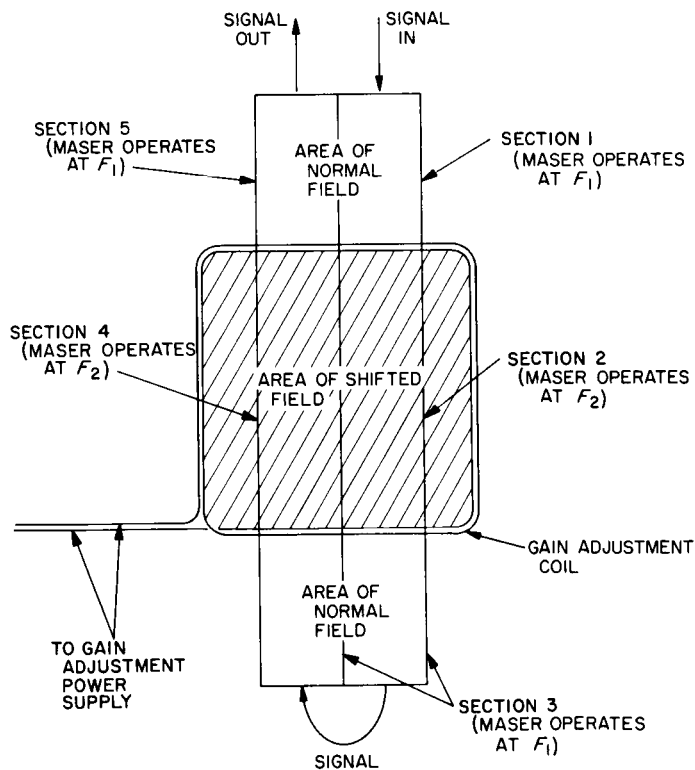 SIGNAL
OUT
SIGNAL
IN
SECTION 5
(MASER OPERATES
AT F₁)
AREA OF
NORMAL
FIELD
SECTION 1
(MASER OPERATES
AT F₁)
SECTION 4
(MASER OPERATES
AT F₂)
AREA OF SHIFTED
FIELD
SECTION 2
(MASER OPERATES
AT F₂)
GAIN ADJUSTMENT
COIL
AREA OF
NORMAL
FIELD
TO GAIN
ADJUSTMENT
POWER
SUPPLY
SECTION 3
(MASER OPERATES
AT F₁)
SIGNAL